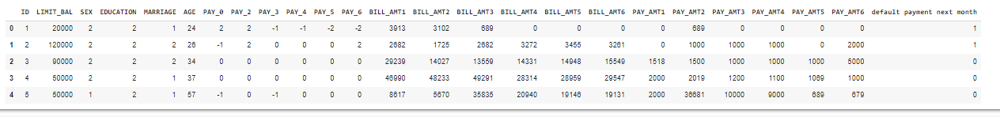 ID LIMIT_BAL SEX EDUCATION MARRIAGE AGE PAY_0 PAY_2 PAY_3 PAY_4 PAY_5 PAY_6 BILL_AMT1 BILL_AMT2 BILL_AMT3 BILL_AMT4 BILL_AMT5 BILL_AMT6 PAY_AMT1 PAY_AMT2 PAY_AMT3 PAY_AMT4 PAY_AMT5 PAY_AMT6 default payment next month
0 1 20000 2 2 1 24 2 2 -1 -1 -2 -2 3913 3102 689 0 0 0 0 689 0 0 0 0 1
1 2 120000 2 2 2 26 -1 2 0 0 0 2 2682 1725 2682 3272 3455 3261 0 1000 1000 1000 0 2000 1
2 3 90000 2 2 2 34 0 0 0 0 0 0 29239 14027 13559 14331 14948 15549 1518 1500 1000 1000 1000 5000 0
3 4 50000 2 2 1 37 0 0 0 0 0 0 46990 48233 49291 28314 28959 29547 2000 2019 1200 1100 1069 1000 0
4 5 50000 1 2 1 57 -1 0 -1 0 0 0 8617 5670 35835 20940 19146 19131 2000 36681 10000 9000 689 679 0